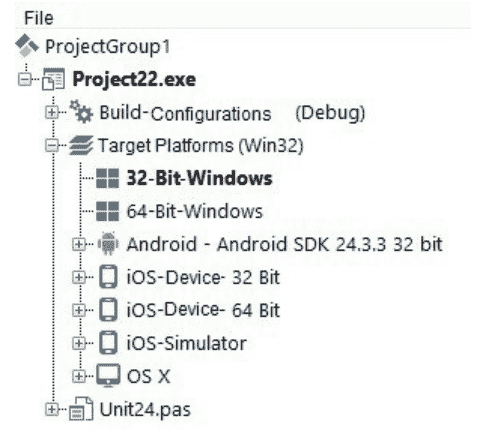 File
ProjectGroup1
Project22.exe
Build-Configurations (Debug)
Target Platforms (Win32)
32-Bit-Windows
64-Bit-Windows
Android - Android SDK 24.3.3 32 bit
iOS-Device- 32 Bit
iOS-Device- 64 Bit
iOS-Simulator
OS X
Unit24.pas